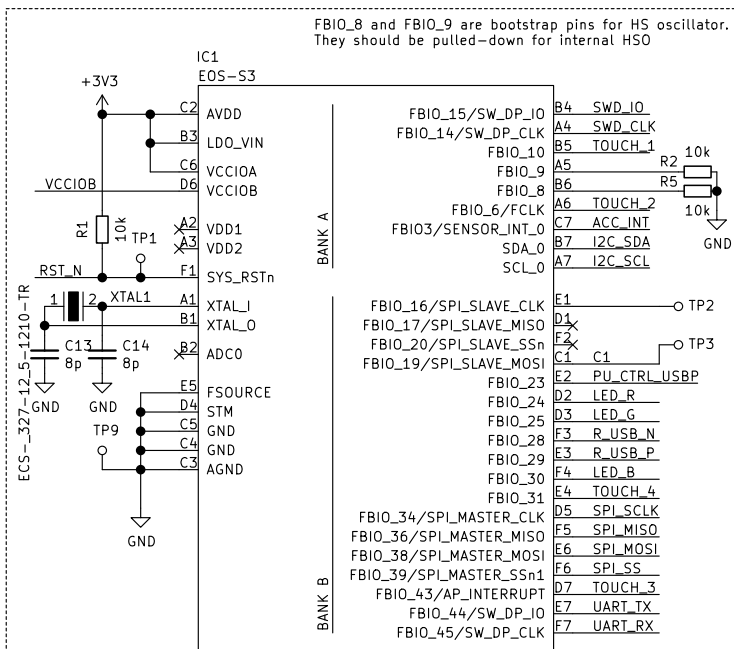 FBIO_8 and FBIO_9 are bootstrap pins for HS oscillator.
They should be pulled-down for internal HSO
IC1
EOS-S3
+3V3
C2 AVDD
B3 LDO_VIN
C6 VCCIOA
VCCIOB D6 VCCIOB
R1 10k
A2 VDD1
A3 VDD2
TP1
RST_N F1 SYS_RSTn
1 2 XTAL1
A1 XTAL_I
B1 XTAL_O
ECS-_327-12_5-1210-TR
C13 8p
C14 8p
B2 ADC0
GND GND
E5 FSOURCE
D4 STM
C5 GND
C4 GND
C3 AGND
TP9
GND
BANK A
FBIO_15/SW_DP_IO B4 SWD_IO
FBIO_14/SW_DP_CLK A4 SWD_CLK
FBIO_10 B5 TOUCH_1
FBIO_9 A5 R2 10k
FBIO_8 B6 R5 10k
FBIO_6/FCLK A6 TOUCH_2
FBIO3/SENSOR_INT_0 C7 ACC_INT
SDA_0 B7 I2C_SDA
SCL_0 A7 I2C_SCL
GND
BANK B
FBIO_16/SPI_SLAVE_CLK E1 TP2
FBIO_17/SPI_SLAVE_MISO D1
FBIO_20/SPI_SLAVE_SSn F2
FBIO_19/SPI_SLAVE_MOSI C1 C1 TP3
FBIO_23 E2 PU_CTRL_USBP
FBIO_24 D2 LED_R
FBIO_25 D3 LED_G
FBIO_28 F3 R_USB_N
FBIO_29 E3 R_USB_P
FBIO_30 F4 LED_B
FBIO_31 E4 TOUCH_4
FBIO_34/SPI_MASTER_CLK D5 SPI_SCLK
FBIO_36/SPI_MASTER_MISO F5 SPI_MISO
FBIO_38/SPI_MASTER_MOSI E6 SPI_MOSI
FBIO_39/SPI_MASTER_SSn1 F6 SPI_SS
FBIO_43/AP_INTERRUPT D7 TOUCH_3
FBIO_44/SW_DP_IO E7 UART_TX
FBIO_45/SW_DP_CLK F7 UART_RX